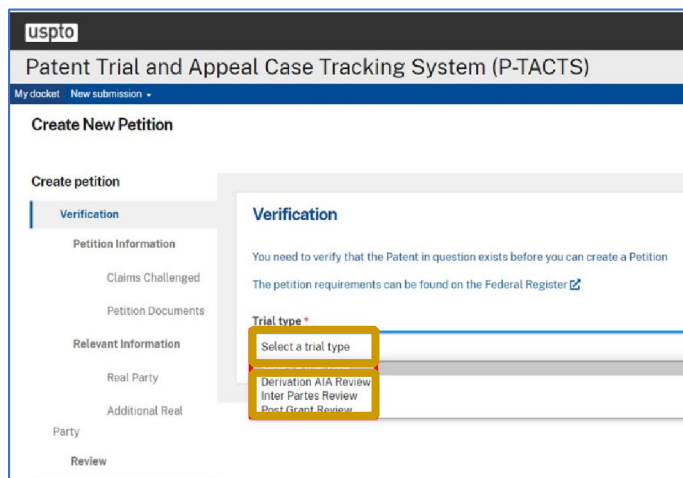 uspto
Patent Trial and Appeal Case Tracking System (P-TACTS)
My docket New submission
Create New Petition
Create petition
Verification
Petition Information
Claims Challenged
Petition Documents
Relevant Information
Real Party
Additional Real
Party
Review
Verification
You need to verify that the Patent in question exists before you can create a Petition
The petition requirements can be found on the Federal Register
Trial type *
Select a trial type
Derivation AIA Review
Inter Partes Review
Post Grant Review